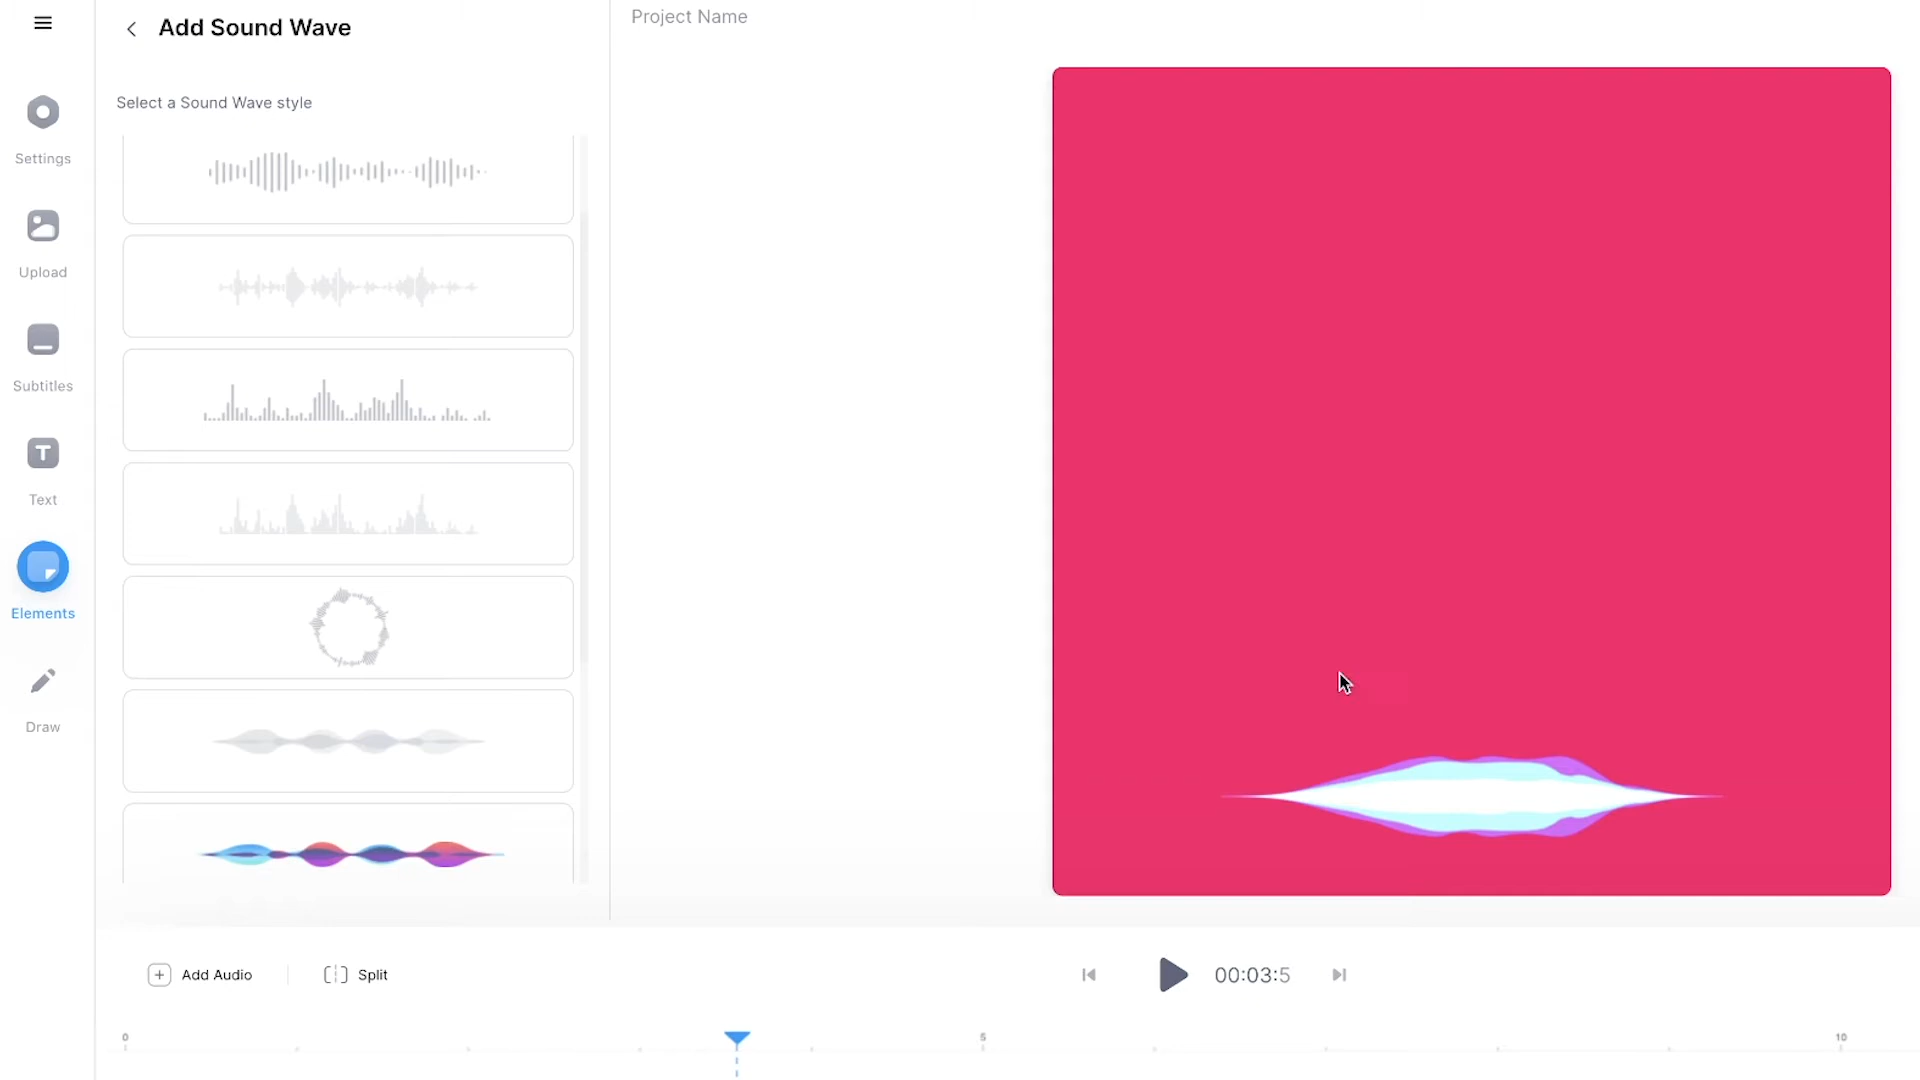 Add Sound Wave
Project Name
Select a Sound Wave style
Settings
Upload
Subtitles
T
Text
Elements
Draw
Add Audio
Split
00:03:5
0
5
10